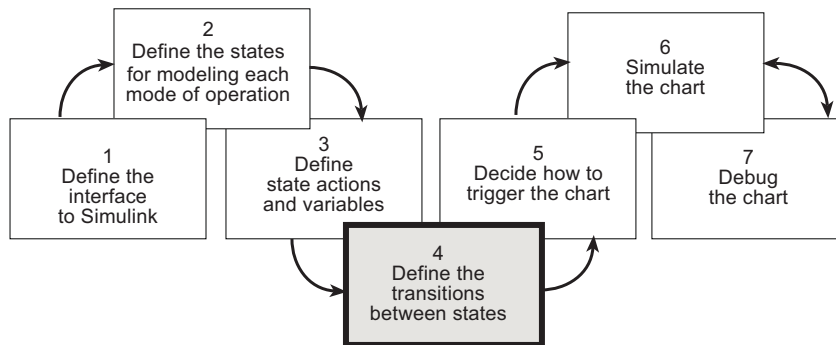 1
Define the
interface
to Simulink
2
Define the states
for modeling each
mode of operation
3
Define
state actions
and variables
4
Define the
transitions
between states
5
Decide how to
trigger the chart
6
Simulate
the chart
7
Debug
the chart